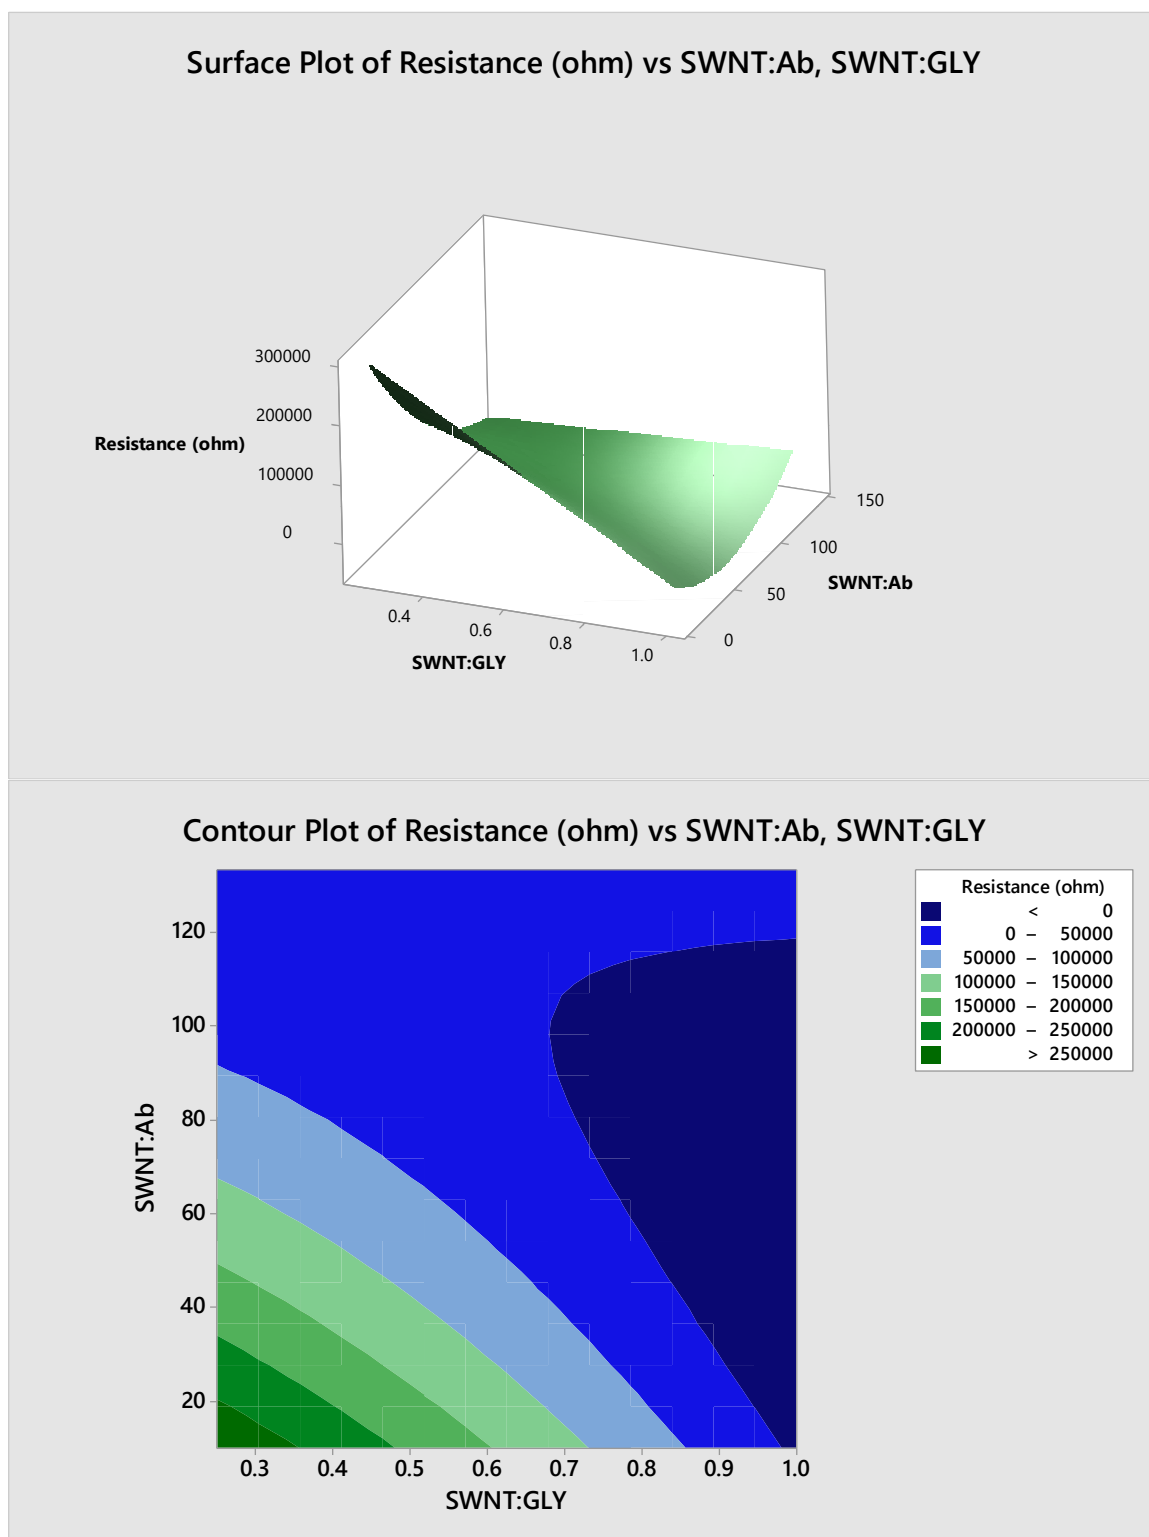 Surface Plot of Resistance (ohm) vs SWNT:Ab, SWNT:GLY
300000
200000
Resistance (ohm)
100000
0
150
100
50
0
SWNT:Ab
0.4
0.6
0.8
1.0
SWNT:GLY
Contour Plot of Resistance (ohm) vs SWNT:Ab, SWNT:GLY
Resistance (ohm)
< 0
0 – 50000
50000 – 100000
100000 – 150000
150000 – 200000
200000 – 250000
> 250000
SWNT:Ab
120
100
80
60
40
20
0.3 0.4 0.5 0.6 0.7 0.8 0.9 1.0
SWNT:GLY